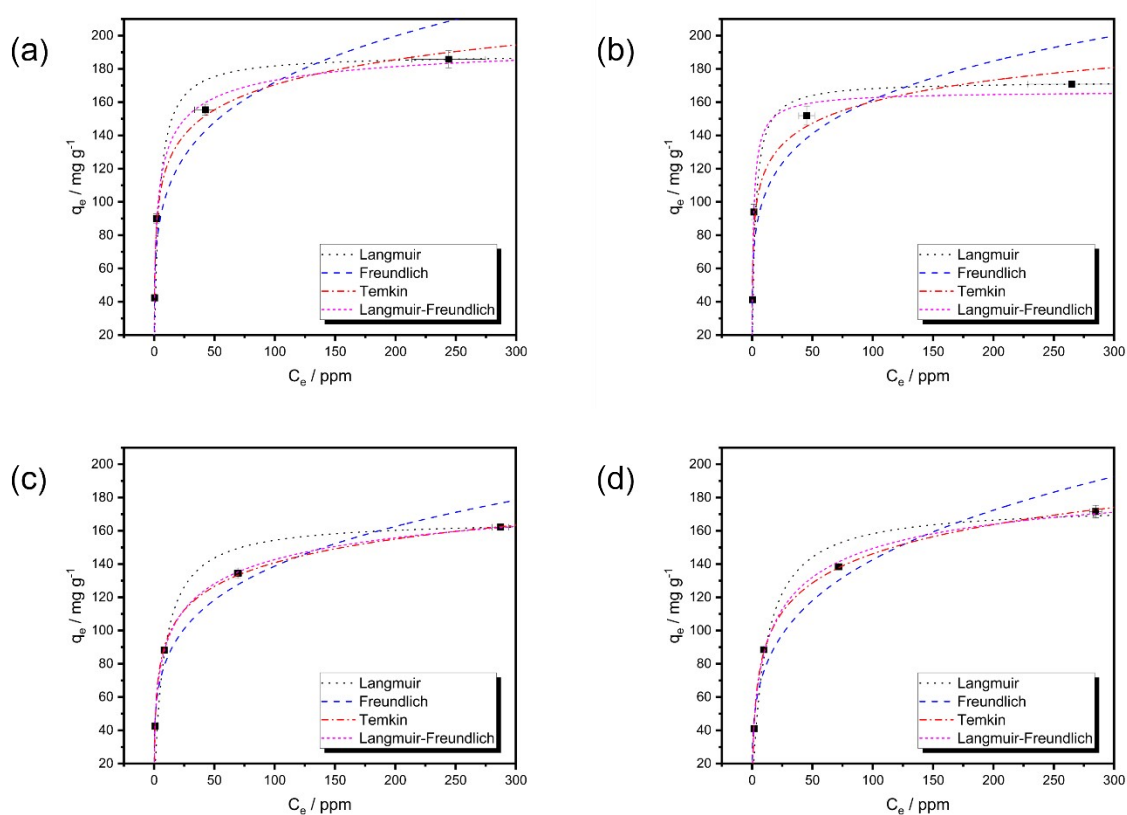 (a)
200
180
160
140
120
100
80
60
40
20
qe / mg g-1
0
50
100
150
200
250
300
Ce / ppm
Langmuir
Freundlich
Temkin
Langmuir-Freundlich
(b)
200
180
160
140
120
100
80
60
40
20
qe / mg g-1
0
50
100
150
200
250
300
Ce / ppm
Langmuir
Freundlich
Temkin
Langmuir-Freundlich
(c)
200
180
160
140
120
100
80
60
40
20
qe / mg g-1
0
50
100
150
200
250
300
Ce / ppm
Langmuir
Freundlich
Temkin
Langmuir-Freundlich
(d)
200
180
160
140
120
100
80
60
40
20
qe / mg g-1
0
50
100
150
200
250
300
Ce / ppm
Langmuir
Freundlich
Temkin
Langmuir-Freundlich